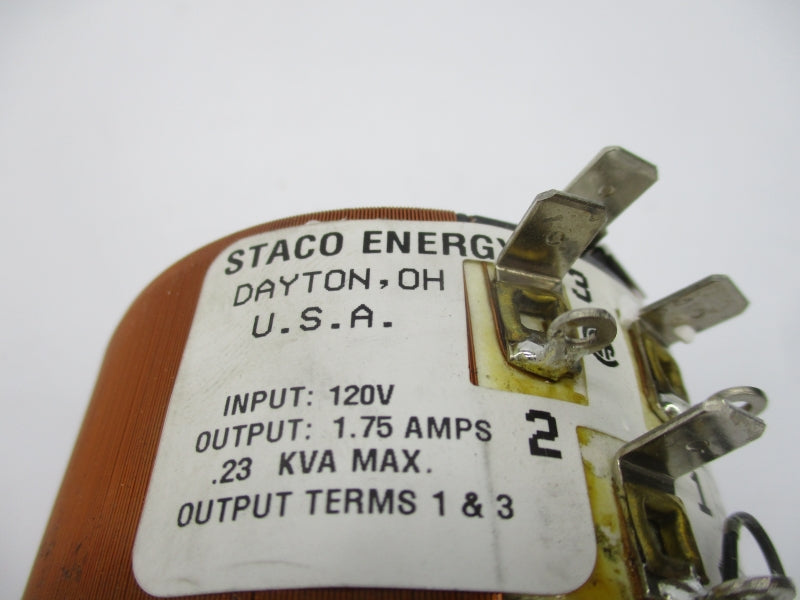 STACO ENERGY
DAYTON, OH
U.S.A.
3
INPUT: 120V
OUTPUT: 1.75 AMPS
2
.23 KVA MAX.
OUTPUT TERMS 1 & 3
1